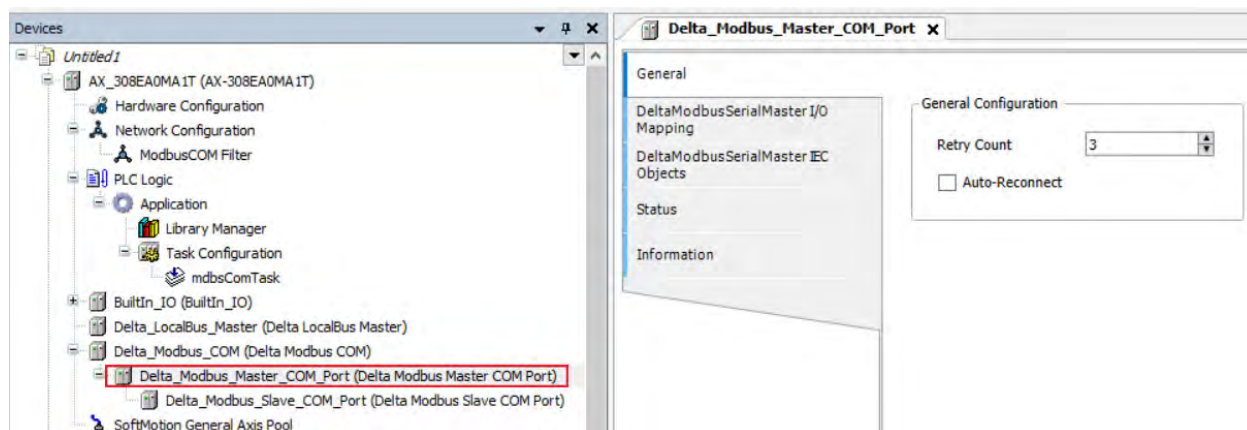 Devices
Untitled1
AX_308EA0MA1T (AX-308EA0MA1T)
Hardware Configuration
Network Configuration
ModbusCOM Filter
PLC Logic
Application
Library Manager
Task Configuration
mdbsComTask
BuiltIn_IO (BuiltIn_IO)
Delta_LocalBus_Master (Delta LocalBus Master)
Delta_Modbus_COM (Delta Modbus COM)
Delta_Modbus_Master_COM_Port (Delta Modbus Master COM Port)
Delta_Modbus_Slave_COM_Port (Delta Modbus Slave COM Port)
SoftMotion General Axis Pool
Delta_Modbus_Master_COM_Port
General
DeltaModbusSerialMaster I/O
Mapping
DeltaModbusSerialMaster IEC
Objects
Status
Information
General Configuration
Retry Count 3
Auto-Reconnect